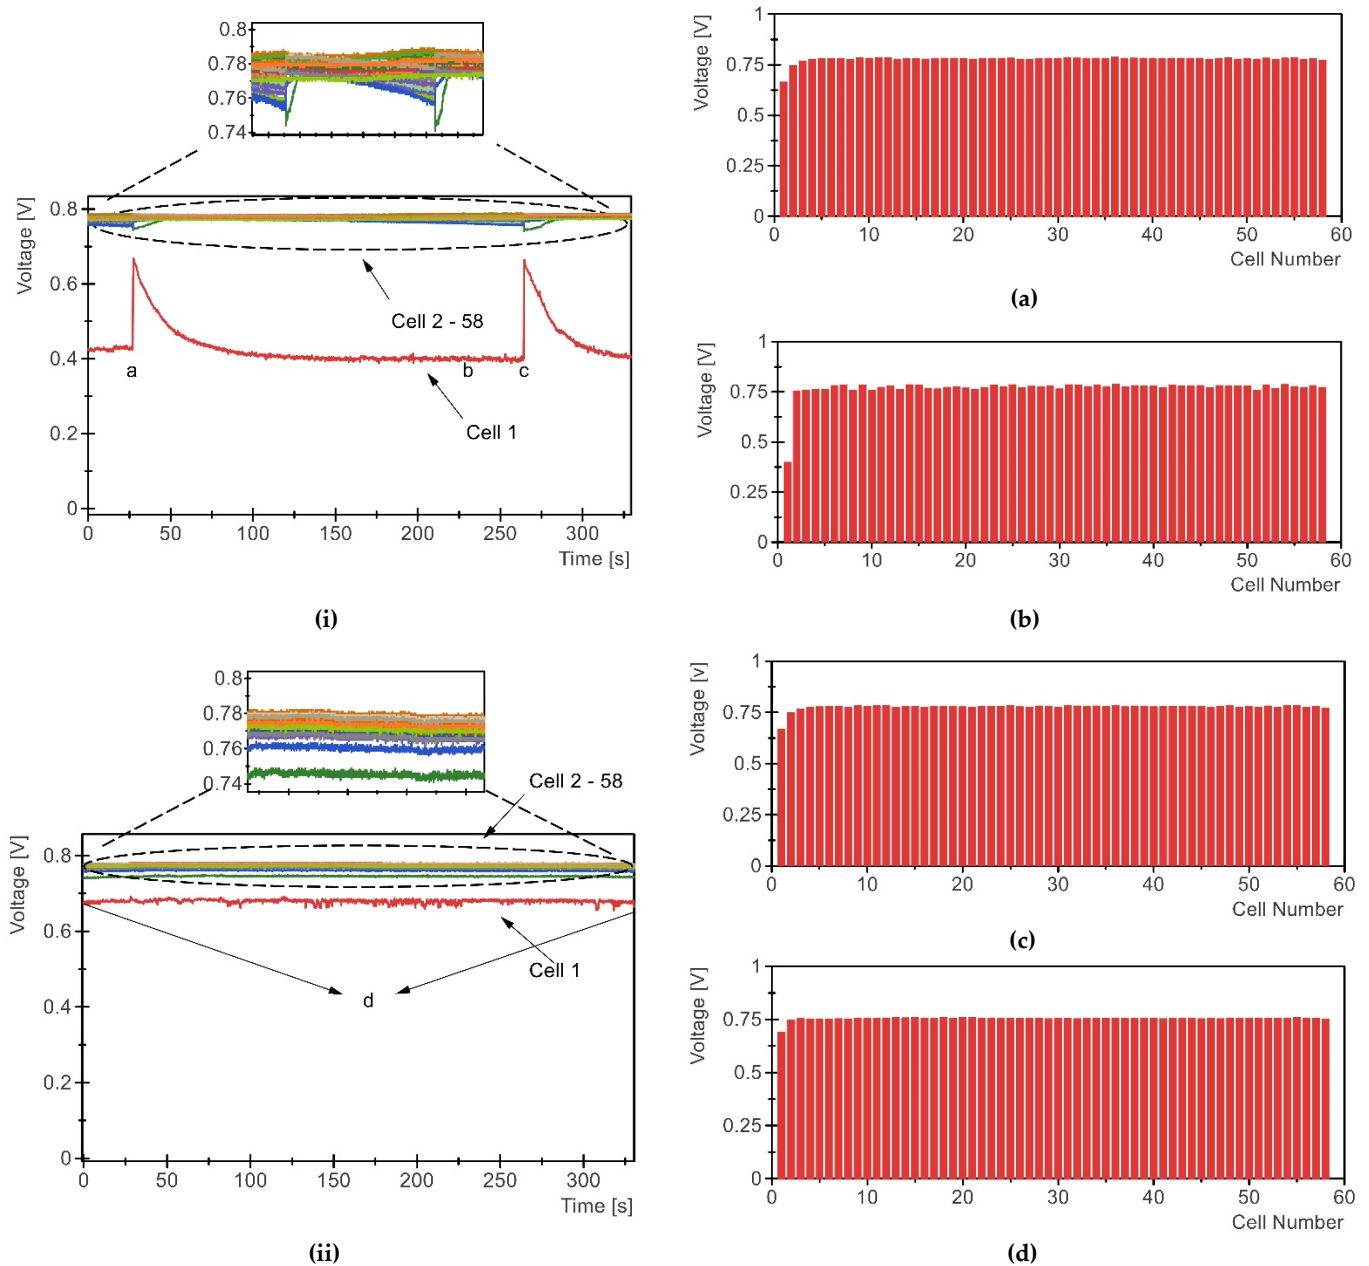 0.8
0.78
0.76
0.74
Voltage [V]
0.8
0.6
0.4
0.2
0
Cell 2 - 58
a
b
c
Cell 1
0 50 100 150 200 250 300
Time [s]
(i)
Voltage [V]
1
0.75
0.5
0.25
0
0 10 20 30 40 50 60
Cell Number
(a)
Voltage [V]
1
0.75
0.5
0.25
0
0 10 20 30 40 50 60
Cell Number
(b)
0.8
0.78
0.76
0.74
Voltage [V]
0.8
0.6
0.4
0.2
0
Cell 2 - 58
Cell 1
d
0 50 100 150 200 250 300
Time [s]
(ii)
Voltage [v]
1
0.75
0.5
0.25
0
0 10 20 30 40 50 60
Cell Number
(c)
Voltage [V]
1
0.75
0.5
0.25
0
0 10 20 30 40 50 60
Cell Number
(d)